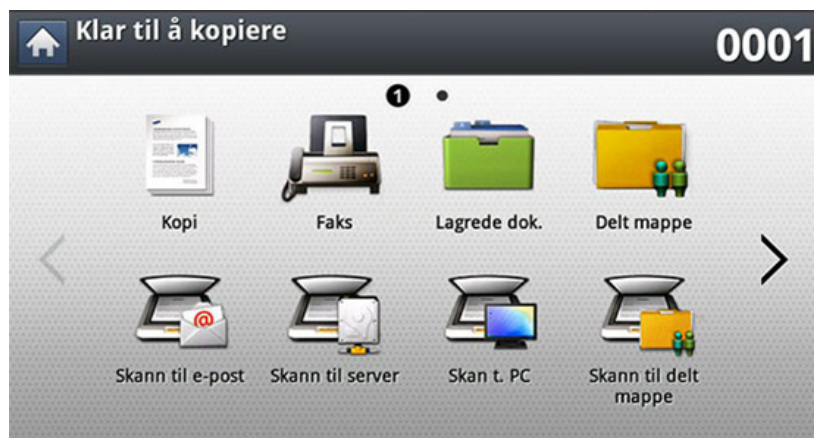 Klar til å kopiere
0001
1
Kopi
Faks
Lagrede dok.
Delt mappe
@
Skann til e-post
Skann til server
Skan t. PC
Skann til delt
mappe